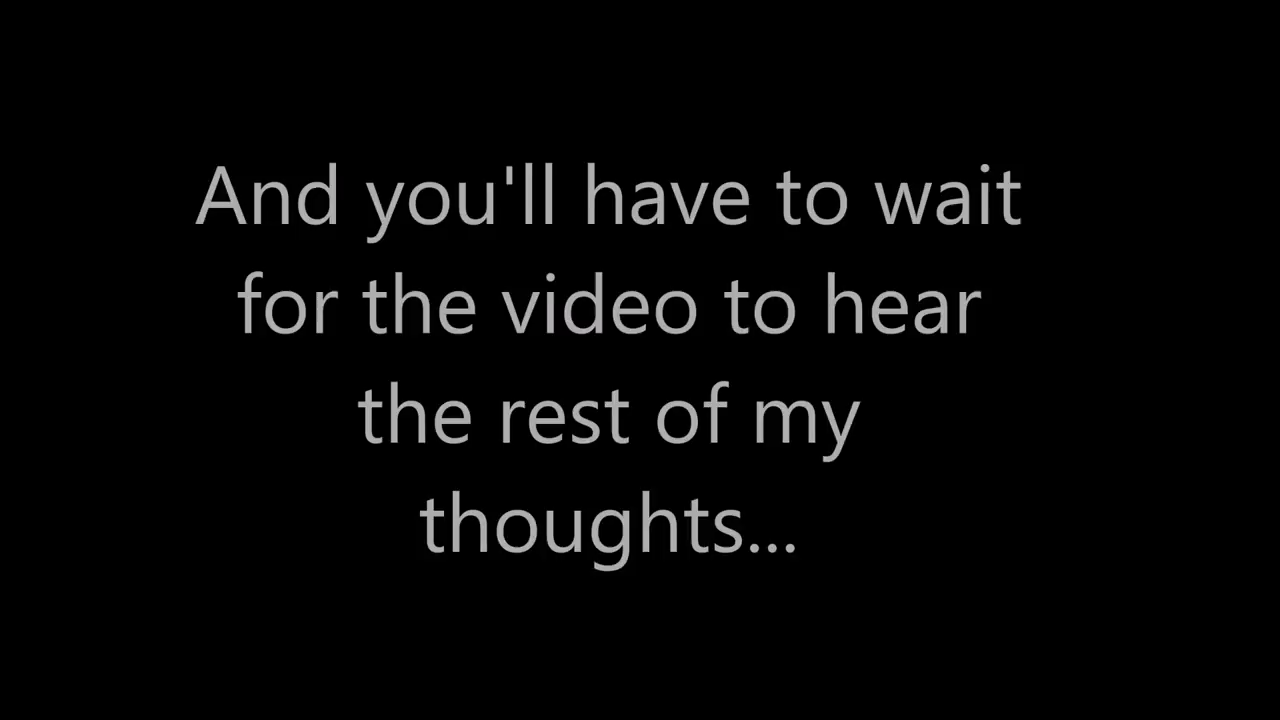 And you'll have to wait
for the video to hear
the rest of my
thoughts...